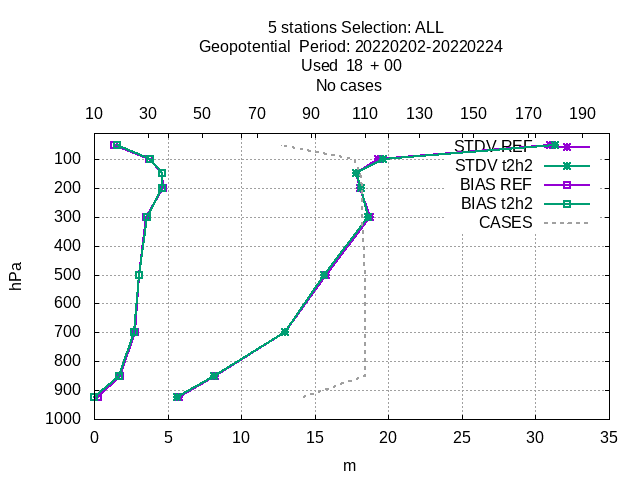 5 stations Selection: ALL
Geopotential  Period: 20220202-20220224
Used  18  + 00
No cases
10 30 50 70 90 110 130 150 170 190
STDV REF
STDV t2h2
BIAS REF
BIAS t2h2
CASES
hPa
100
200
300
400
500
600
700
800
900
1000
0 5 10 15 20 25 30 35
m